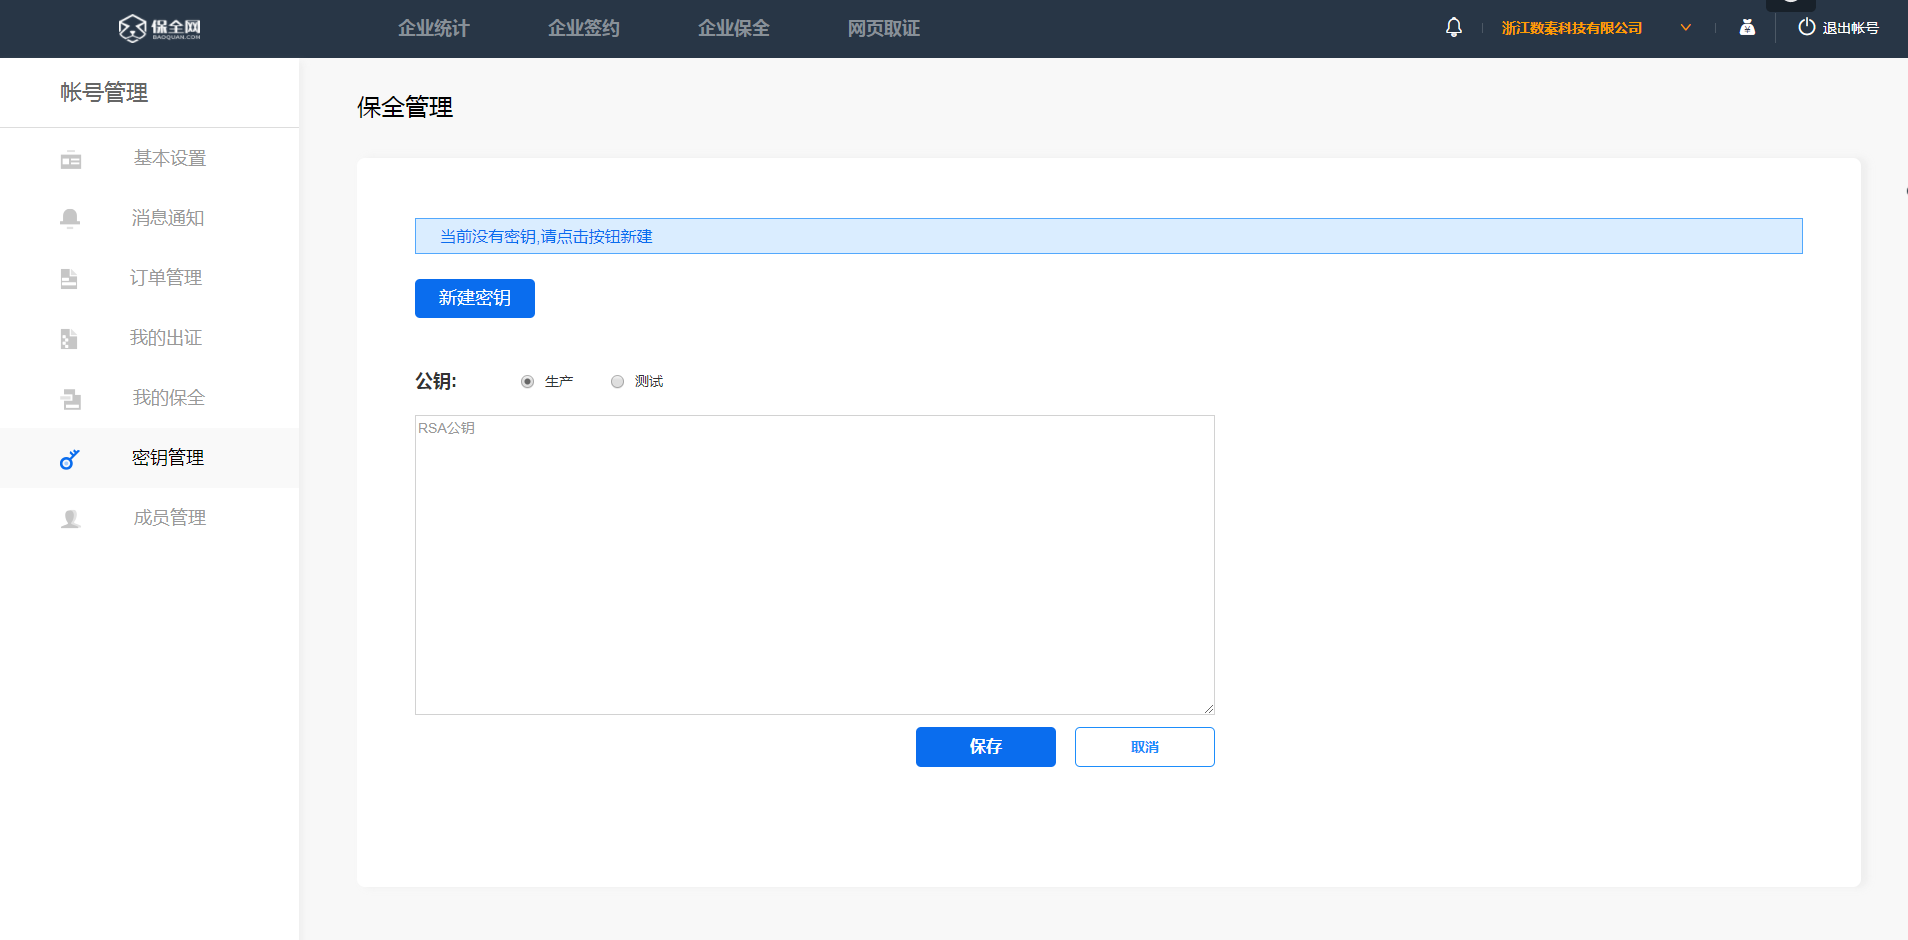 保全网
BAOQUAN.COM
企业统计 企业签约 企业保全 网页取证 浙江数秦科技有限公司 退出帐号
帐号管理
基本设置
消息通知
订单管理
我的出证
我的保全
密钥管理
成员管理
保全管理
当前没有密钥,请点击按钮新建
新建密钥
公钥: 生产 测试
RSA公钥
保存 取消